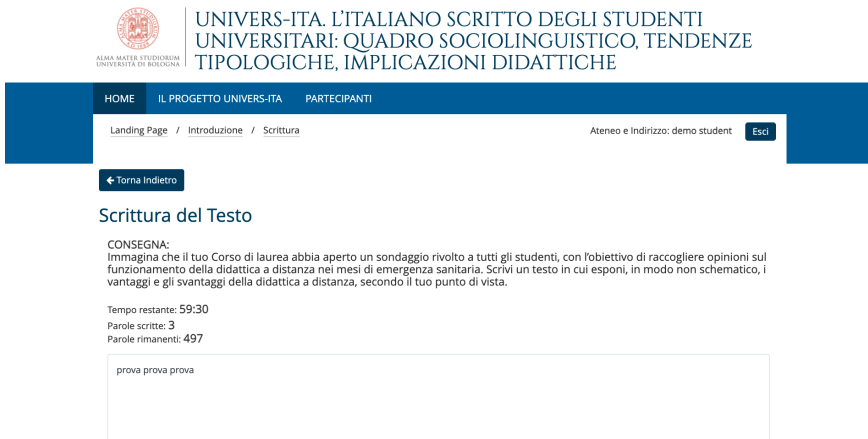 UNIVERS-ITA. L'ITALIANO SCRITTO DEGLI STUDENTI
UNIVERSITARI: QUADRO SOCIOLINGUISTICO, TENDENZE
TIPOLOGICHE, IMPLICAZIONI DIDATTICHE
ALMA MATER STUDIORUM
UNIVERSITÀ DI BOLOGNA
HOME IL PROGETTO UNIVERS-ITA PARTECIPANTI
Landing Page / Introduzione / Scrittura Ateneo e Indirizzo: demo student Esci
← Torna Indietro
Scrittura del Testo
CONSEGNA:
Immagina che il tuo Corso di laurea abbia aperto un sondaggio rivolto a tutti gli studenti, con l'obiettivo di raccogliere opinioni sul
funzionamento della didattica a distanza nei mesi di emergenza sanitaria. Scrivi un testo in cui esponi, in modo non schematico, i
vantaggi e gli svantaggi della didattica a distanza, secondo il tuo punto di vista.
Tempo restante: 59:30
Parole scritte: 3
Parole rimanenti: 497
prova prova prova